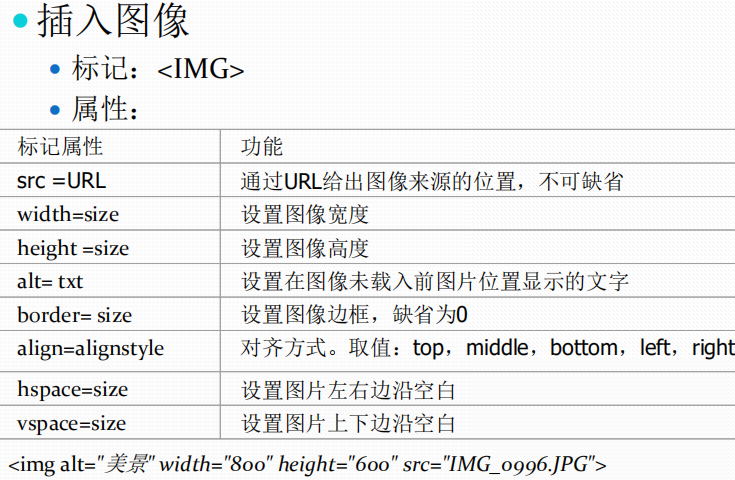 插入图像
标记：<IMG>
属性：
标记属性 功能
src =URL 通过URL给出图像来源的位置，不可缺省
width=size 设置图像宽度
height =size 设置图像高度
alt= txt 设置在图像未载入前图片位置显示的文字
border= size 设置图像边框，缺省为0
align=alignstyle 对齐方式。取值：top，middle，bottom，left，right
hspace=size 设置图片左右边沿空白
vspace=size 设置图片上下边沿空白
<img alt="美景" width="800" height="600" src="IMG_0996.JPG">